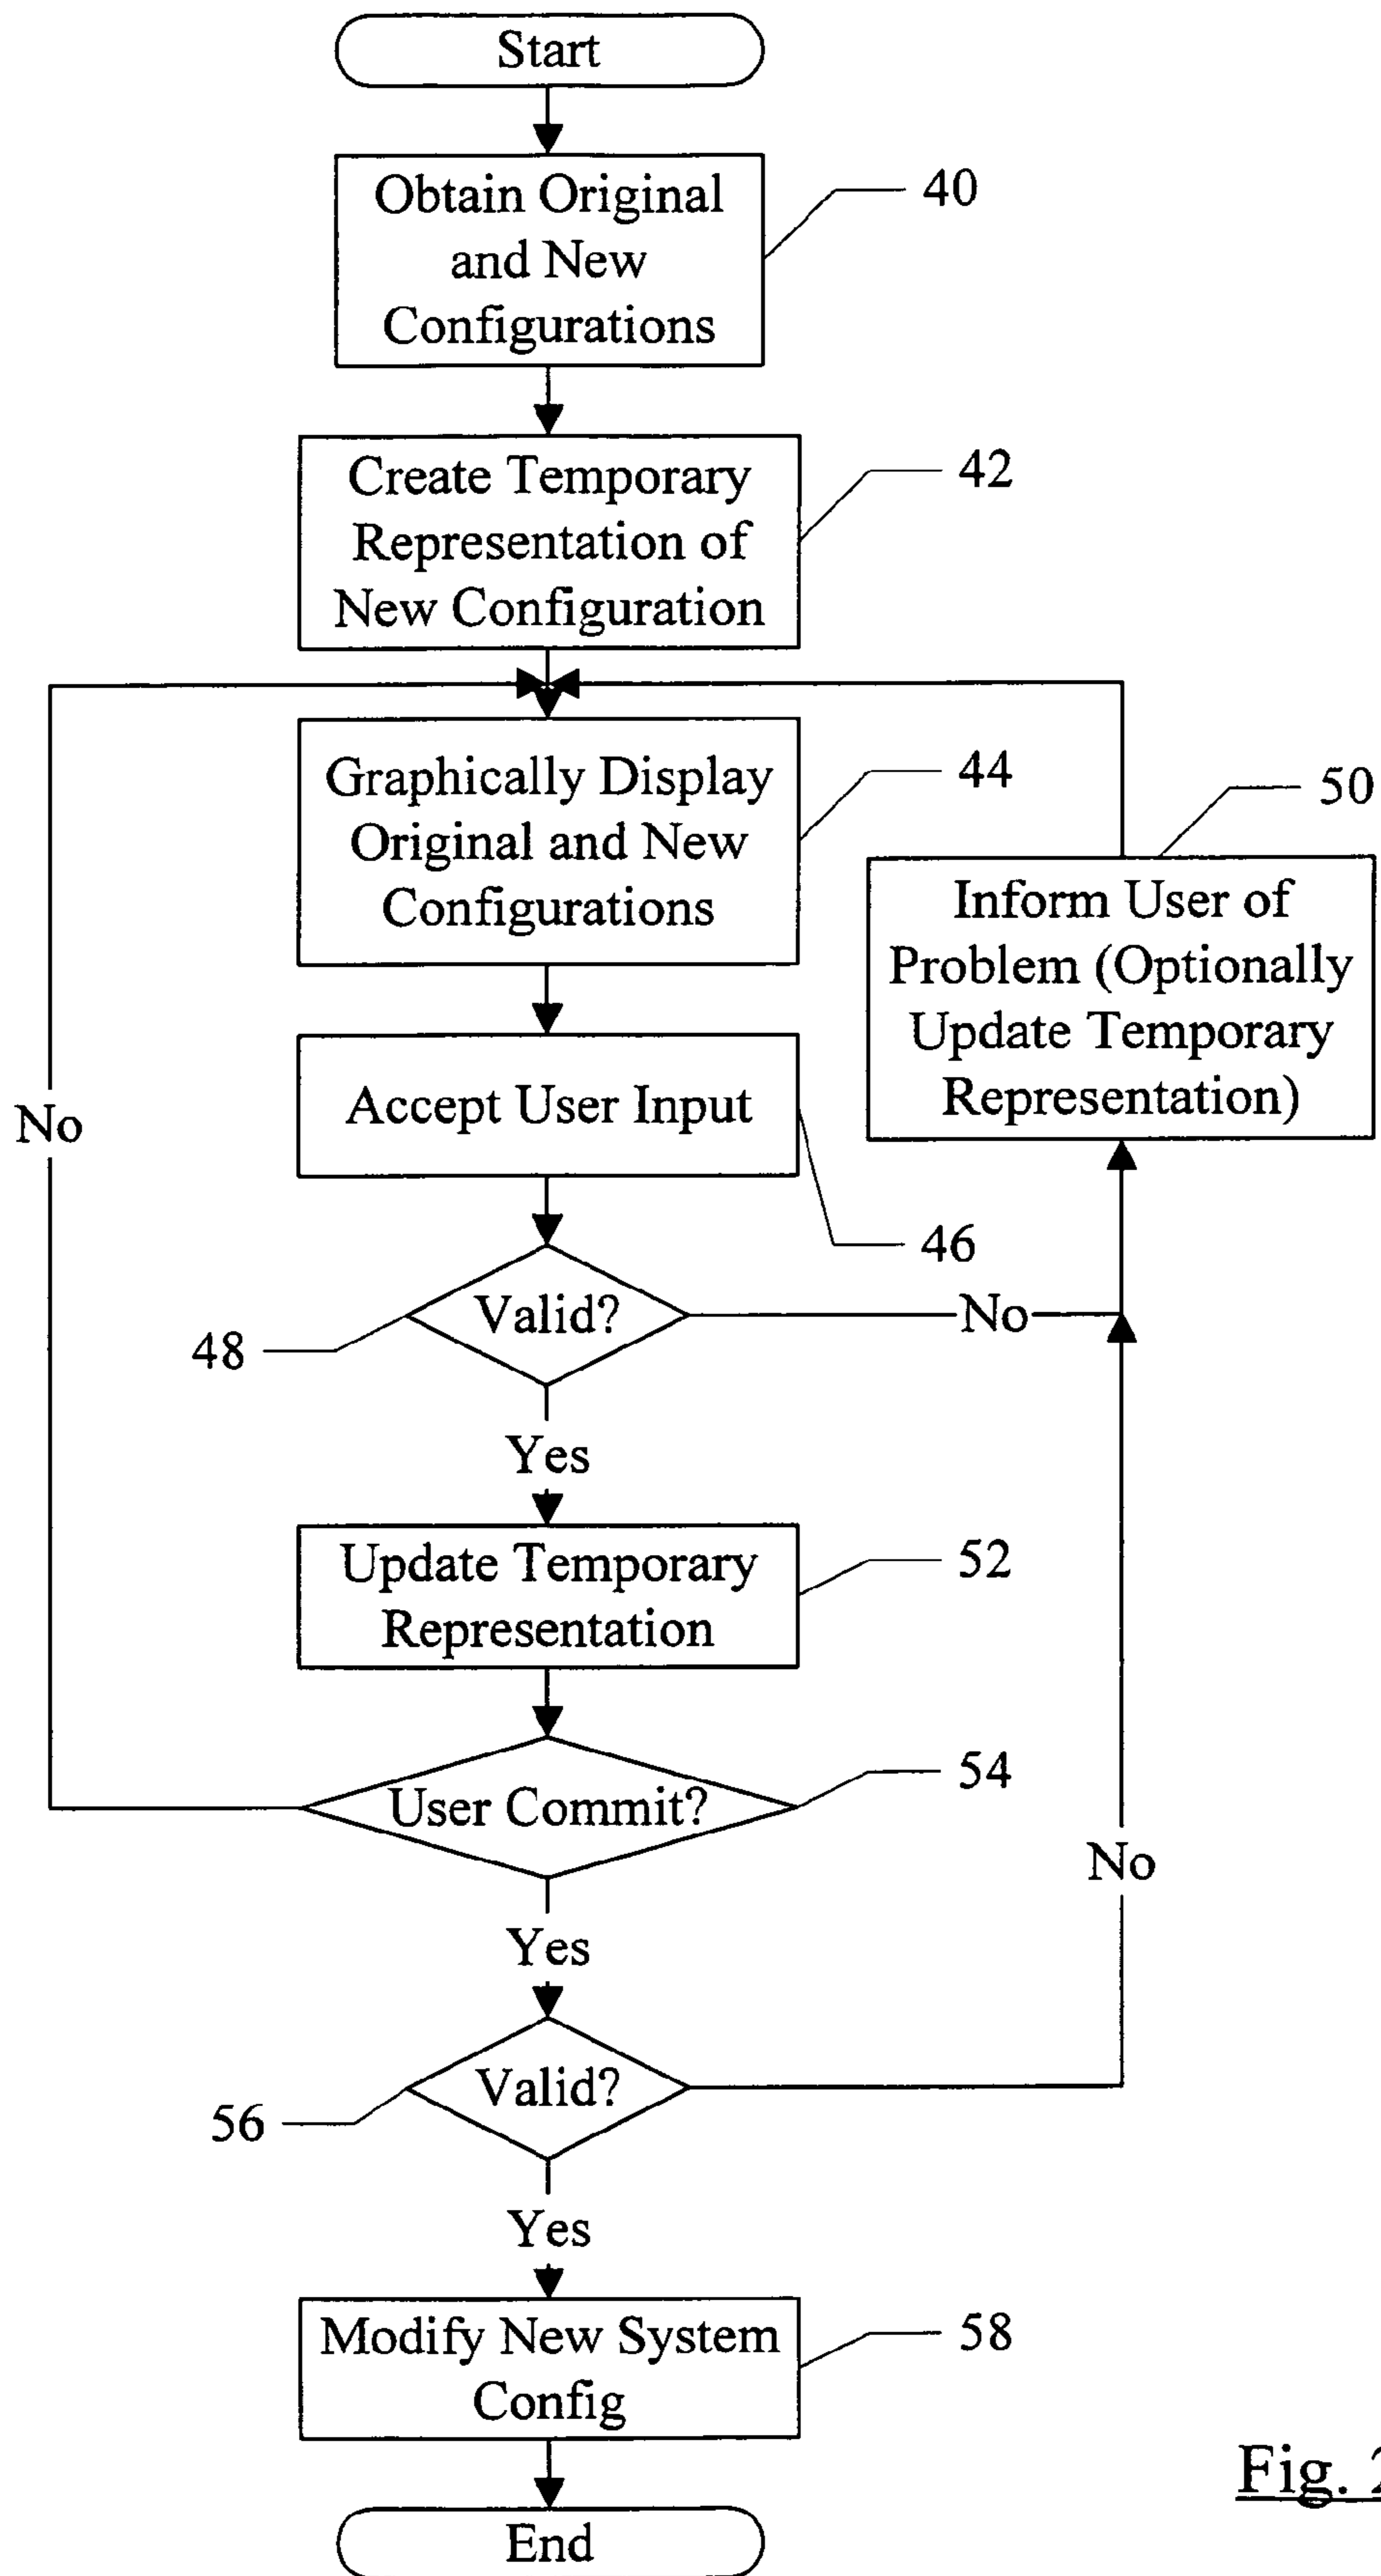 Start
Obtain Original
and New
Configurations
40
Create Temporary
Representation of
New Configuration
42
Graphically Display
Original and New
Configurations
44
50
Inform User of
Problem (Optionally
Update Temporary
Representation)
No
Accept User Input
46
Valid?
No
48
Yes
Update Temporary
Representation
52
User Commit?
54
No
Yes
Valid?
56
Yes
Modify New System
Config
58
End
Fig. 2